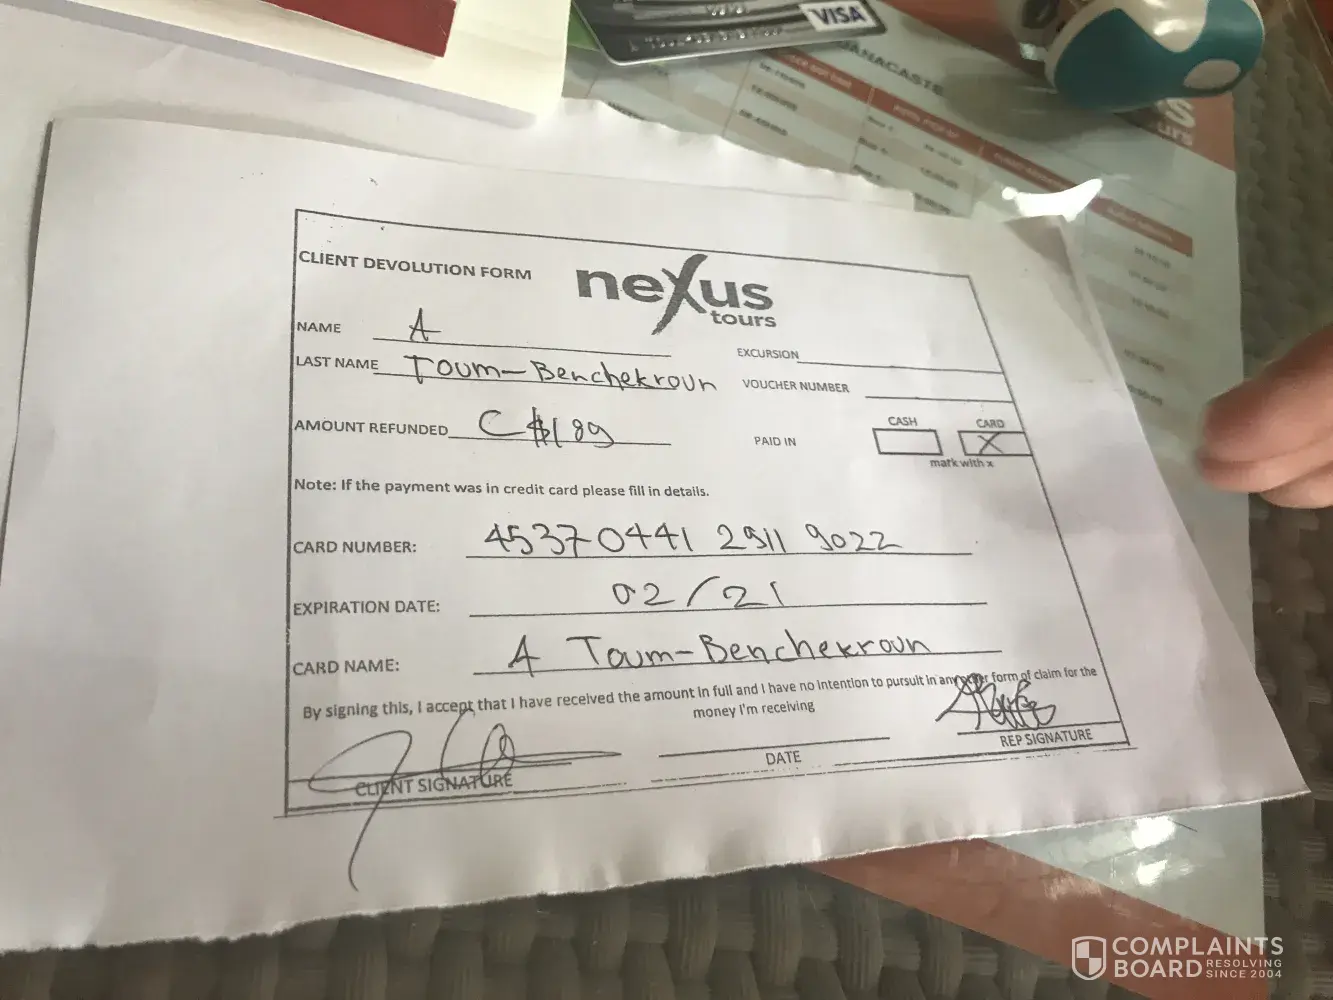 VISA
GUANACASTE
CLIENT DEVOLUTION FORM
nexus
tours
NAME A
EXCURSION
LAST NAME Toum-Benchekroun
VOUCHER NUMBER
AMOUNT REFUNDED C$189
PAID IN
CASH
CARD
X
mark with x
Note: If the payment was in credit card please fill in details.
CARD NUMBER: 4537 0441 2911 9022
EXPIRATION DATE: 02/21
CARD NAME: A Toum-Benchekroun
By signing this, I accept that I have received the amount in full and I have no intention to pursuit in any other form of claim for the
money I'm receiving
CLIENT SIGNATURE
DATE
REP SIGNATURE
COMPLAINTS
BOARD RESOLVING
SINCE 2004